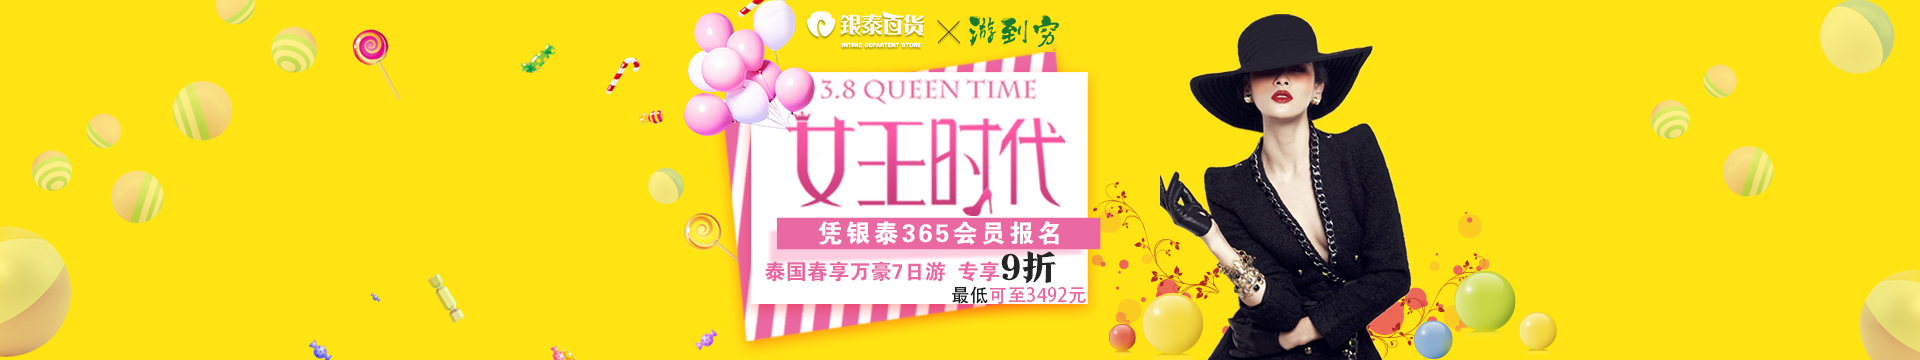 银泰百货 × 游到穷
INTIME DEPARTENT STORE
3.8 QUEEN TIME
女王时代
凭银泰365会员报名
泰国春享万豪7日游 专享9折
最低可至3492元